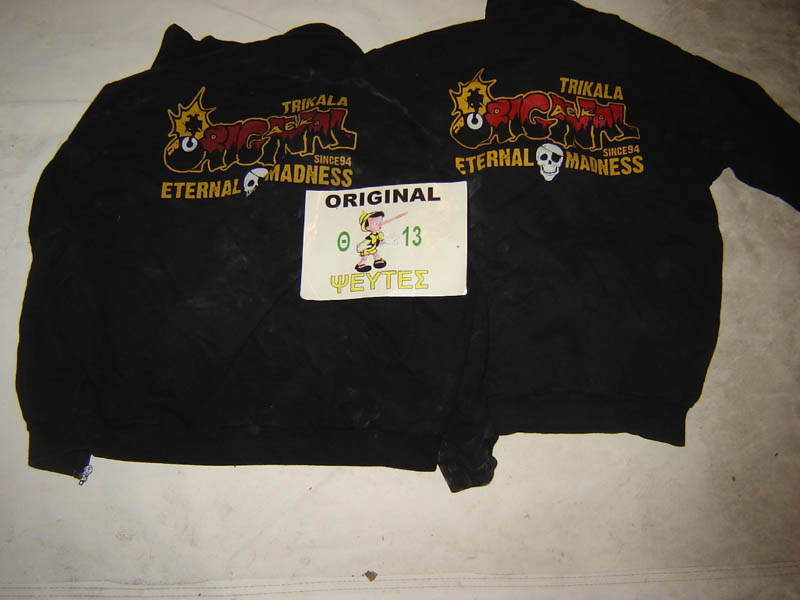 TRIKALA
ORIGINAL
SINCE94
ETERNAL MADNESS
TRIKALA
ORIGINAL
SINCE94
ETERNAL MADNESS
ORIGINAL
Θ 13
ΨΕΥΤΕΣ